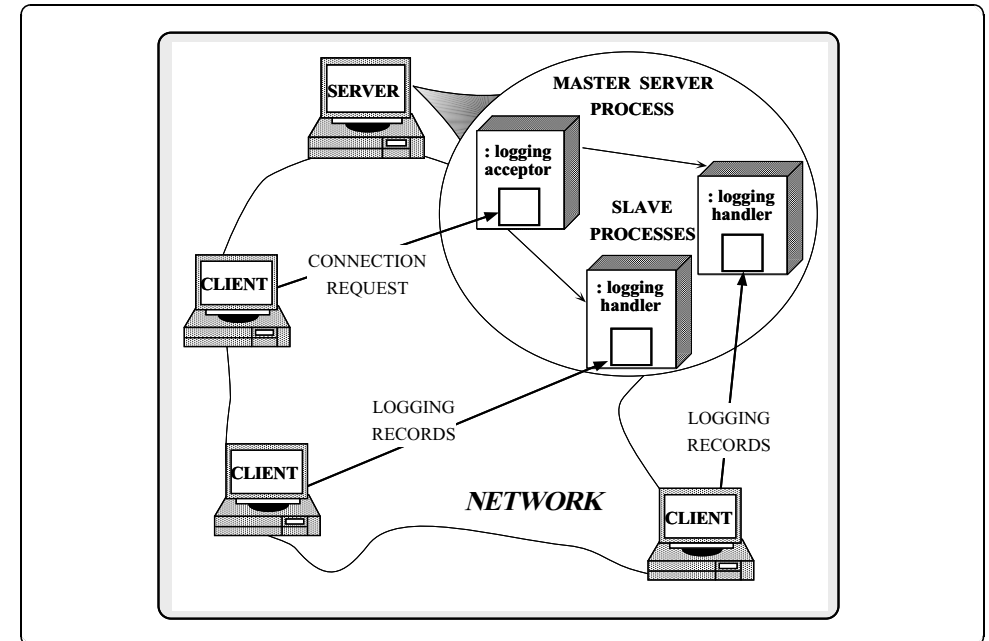 SERVER
MASTER SERVER
PROCESS
: logging
acceptor
: logging
handler
SLAVE
PROCESSES
CONNECTION
REQUEST
CLIENT
: logging
handler
LOGGING
RECORDS
LOGGING
RECORDS
CLIENT
NETWORK
CLIENT